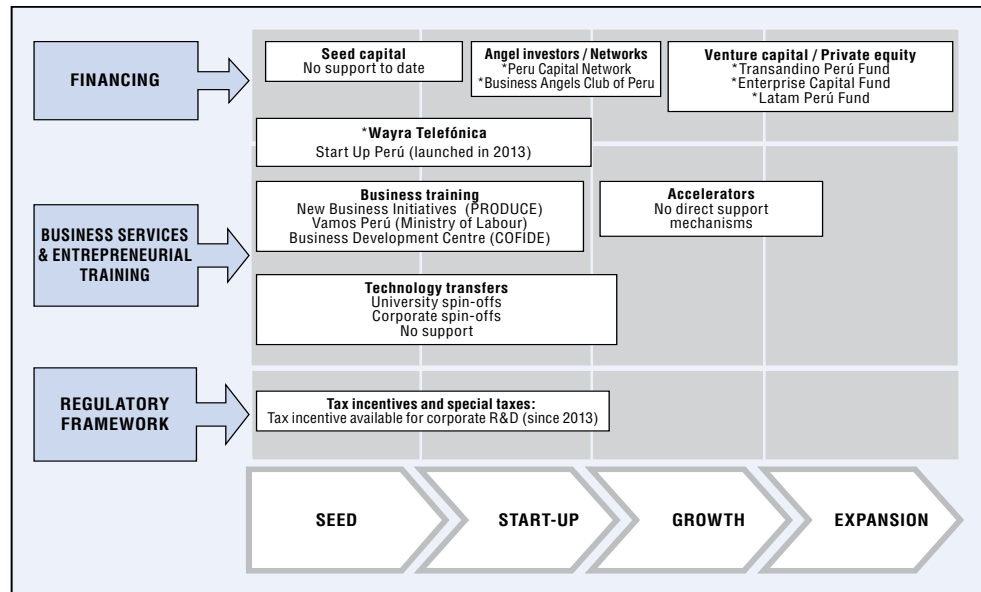 FINANCING
Seed capital
No support to date
Angel investors / Networks
*Peru Capital Network
*Business Angels Club of Peru
Venture capital / Private equity
*Transandino Perú Fund
*Enterprise Capital Fund
*Latam Perú Fund
*Wayra Telefónica
Start Up Perú (launched in 2013)
BUSINESS SERVICES
& ENTREPRENEURIAL
TRAINING
Business training
New Business Initiatives (PRODUCE)
Vamos Perú (Ministry of Labour)
Business Development Centre (COFIDE)
Accelerators
No direct support
mechanisms
Technology transfers
University spin-offs
Corporate spin-offs
No support
REGULATORY
FRAMEWORK
Tax incentives and special taxes:
Tax incentive available for corporate R&D (since 2013)
SEED
START-UP
GROWTH
EXPANSION